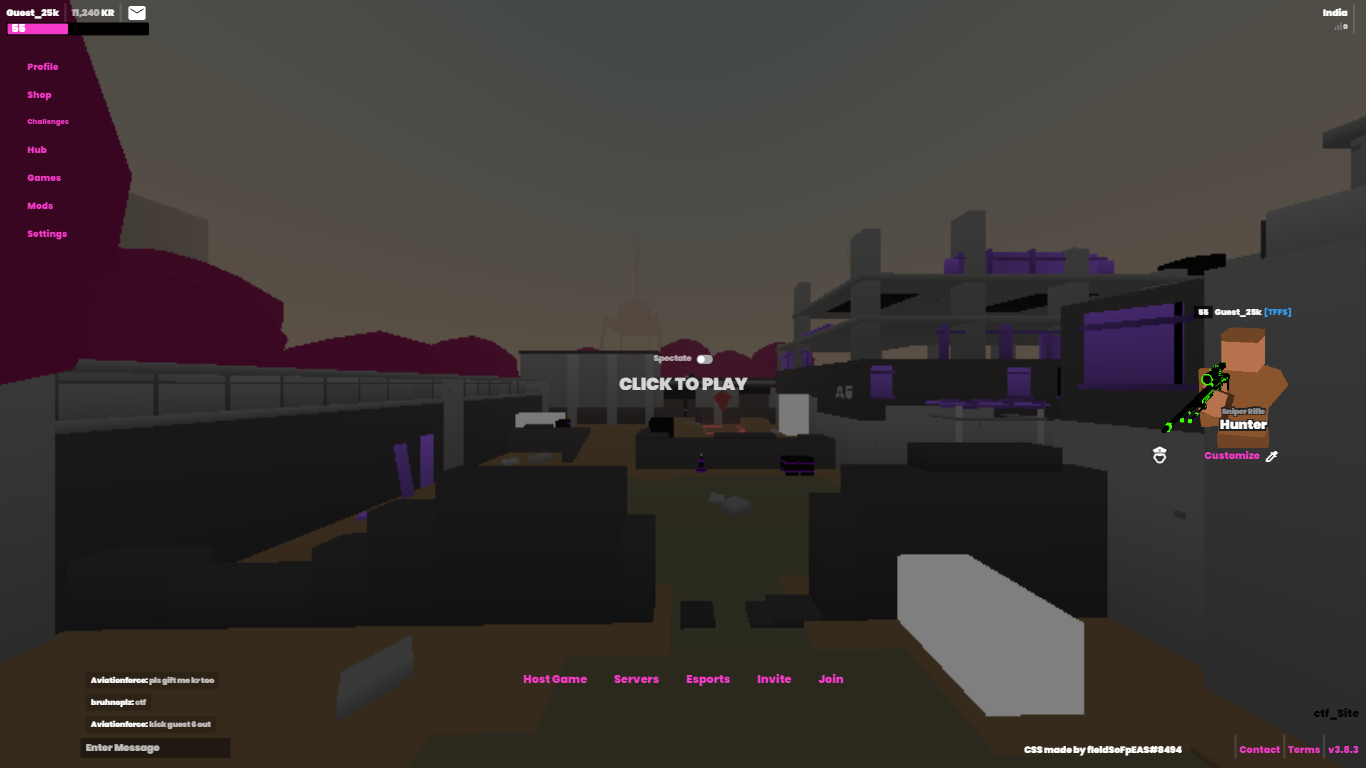 Guest_25k 11,240 KR
55
India
0
Profile
Shop
Challenges
Hub
Games
Mods
Settings
55 Guest_25k [TFFS]
Spectate
CLICK TO PLAY
A5
Sniper Rifle
Hunter
Customize
Host Game Servers Esports Invite Join
Aviationforce: pls gift me kr too
bruhnoplz: ctf
Aviationforce: kick guest 6 out
Enter Message
ctf_Site
CSS made by fieldSoFpEAS#8494
Contact Terms v3.8.3